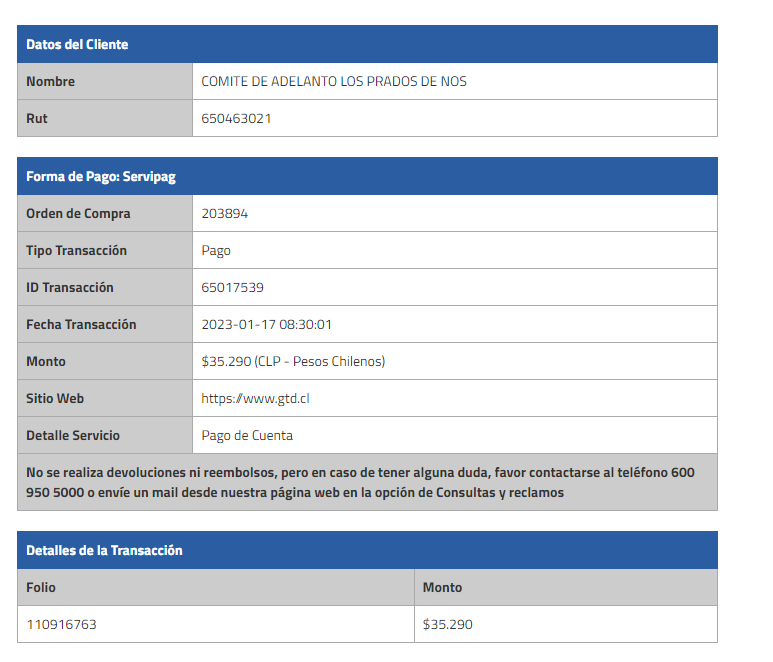 Datos del Cliente
Nombre COMITE DE ADELANTO LOS PRADOS DE NOS
Rut 650463021
Forma de Pago: Servipag
Orden de Compra 203894
Tipo Transacción Pago
ID Transacción 65017539
Fecha Transacción 2023-01-17 08:30:01
Monto $35.290 (CLP - Pesos Chilenos)
Sitio Web https://www.gtd.cl
Detalle Servicio Pago de Cuenta
No se realiza devoluciones ni reembolsos, pero en caso de tener alguna duda, favor contactarse al teléfono 600
950 5000 o envíe un mail desde nuestra página web en la opción de Consultas y reclamos
Detalles de la Transacción
Folio Monto
110916763 $35.290